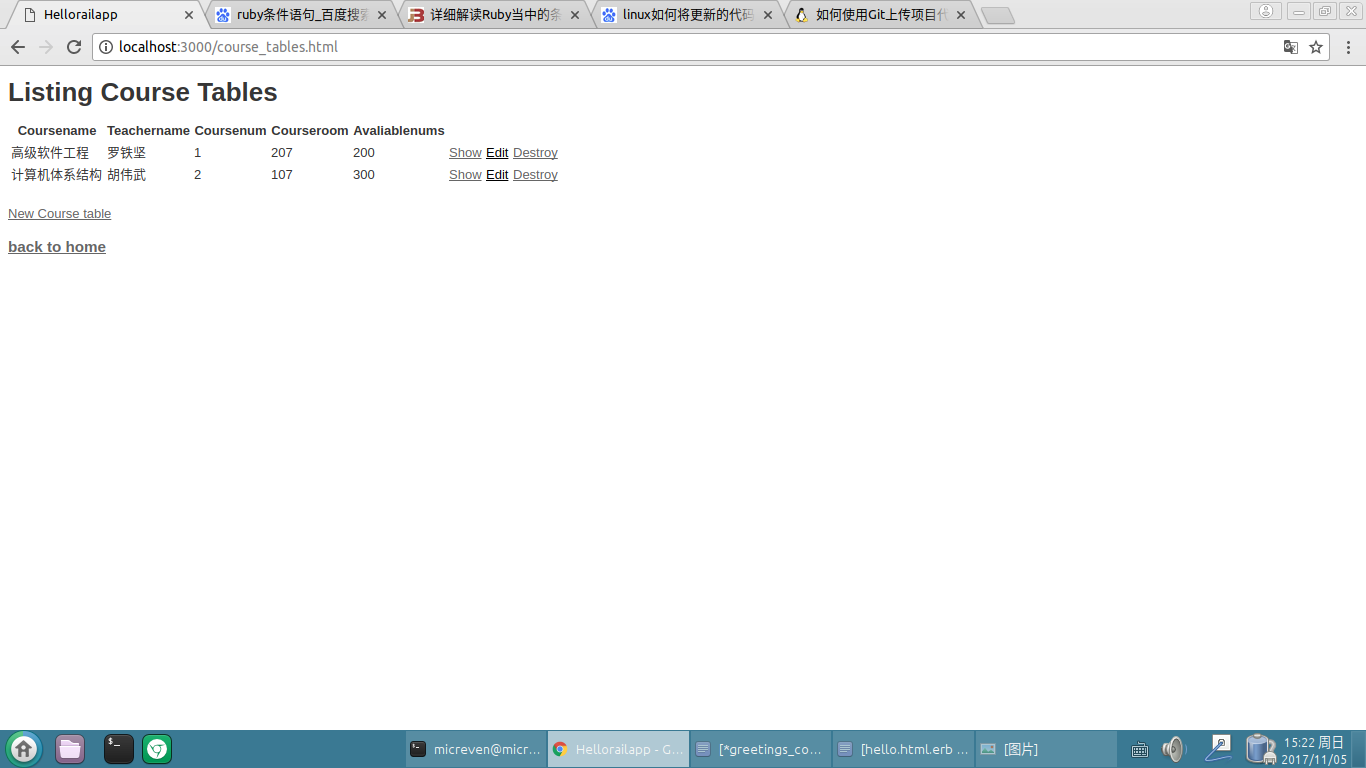 Hellorailapp
ruby条件语句_百度搜索
详细解读Ruby当中的条
linux如何将更新的代码
如何使用Git上传项目代
localhost:3000/course_tables.html
Listing Course Tables
Coursename Teachername Coursenum Courseroom Avaliablenums
高级软件工程 罗铁坚 1 207 200 Show Edit Destroy
计算机体系结构 胡伟武 2 107 300 Show Edit Destroy
New Course table
back to home
micreven@micr...
Hellorailapp - G...
[*greetings_co...
[hello.html.erb ...
[图片]
15:22 周日
2017/11/05